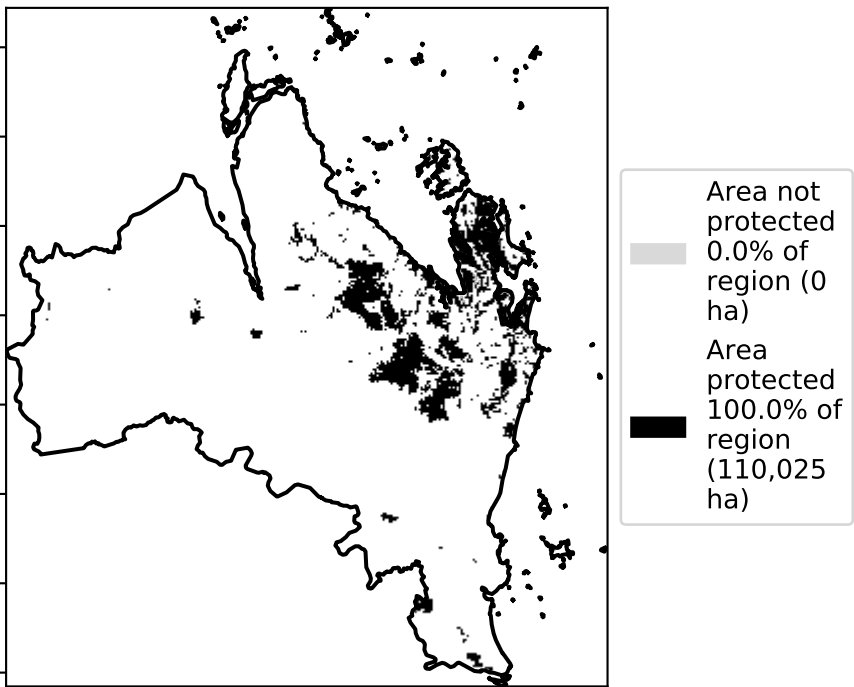 Area not
protected
0.0% of
region (0
ha)
Area
protected
100.0% of
region
(110,025
ha)